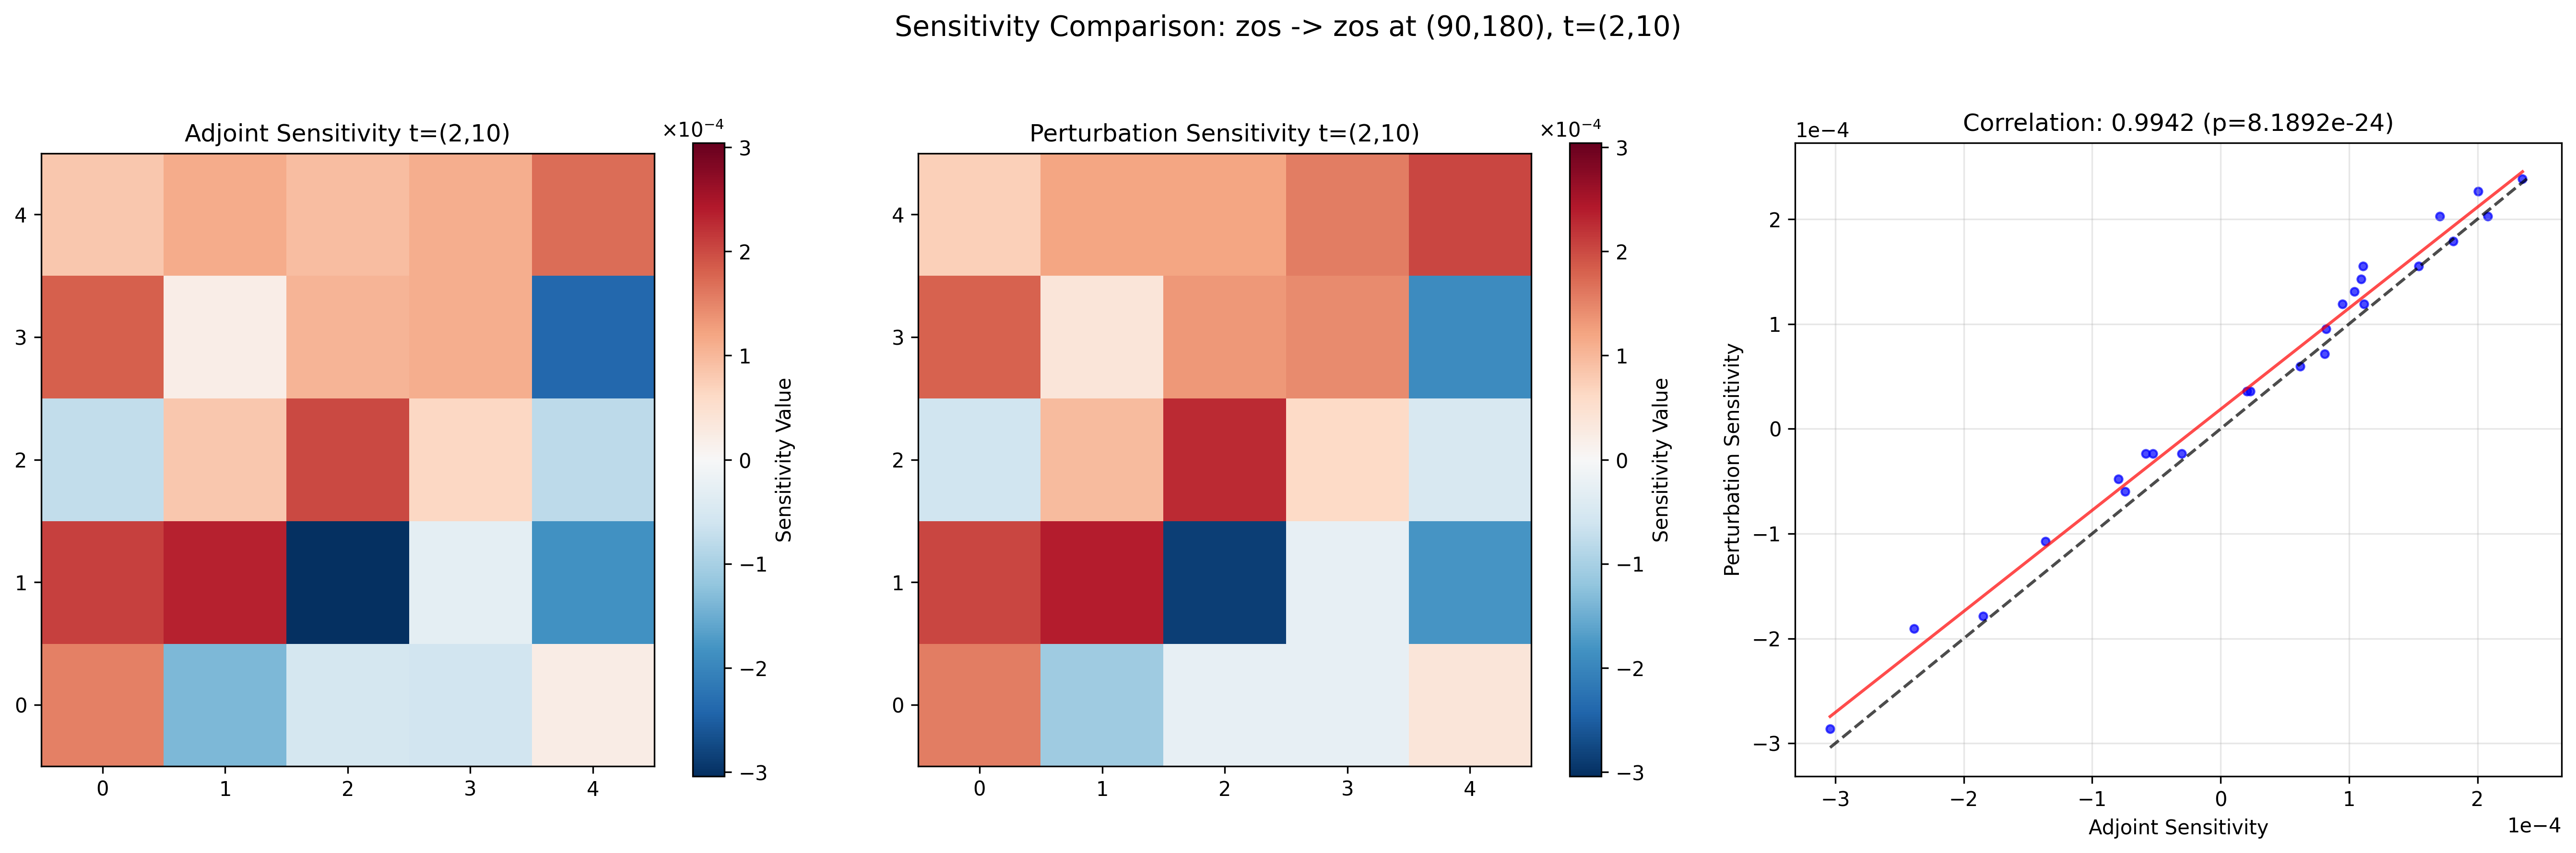 Sensitivity Comparison: zos -> zos at (90,180), t=(2,10)
Adjoint Sensitivity t=(2,10)
×10⁻⁴
4
3
2
1
0
0 1 2 3 4
3
2
1
0
−1
−2
−3
Sensitivity Value
Perturbation Sensitivity t=(2,10)
×10⁻⁴
4
3
2
1
0
0 1 2 3 4
3
2
1
0
−1
−2
−3
Sensitivity Value
Correlation: 0.9942 (p=8.1892e-24)
1e−4
2
1
0
−1
−2
−3
Perturbation Sensitivity
−3 −2 −1 0 1 2
Adjoint Sensitivity
1e−4